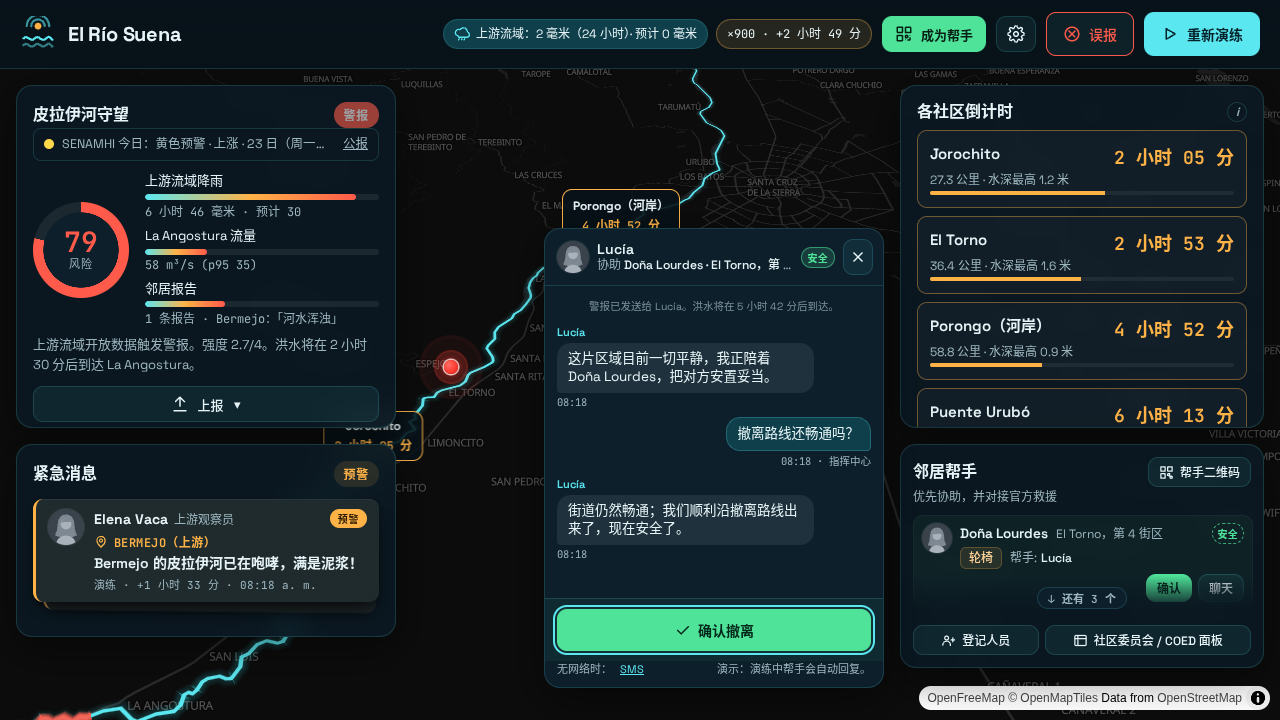 El Río Suena
上游流域：2 毫米（24 小时）· 预计 0 毫米
×900 · +2 小时 49 分
成为帮手
误报
重新演练
皮拉伊河守望
警报
SENAMHI 今日：黄色预警 · 上涨 · 23 日（周一…
公报
79
风险
上游流域降雨
6 小时 46 毫米 · 预计 30
La Angostura 流量
58 m³/s (p95 35)
邻居报告
1 条报告 · Bermejo：「河水浑浊」
上游流域开放数据触发警报。强度 2.7/4。洪水将在 2 小时
30 分后到达 La Angostura。
上报 ▼
紧急消息
预警
Elena Vaca 上游观察员
预警
BERMEJO（上游）
Bermejo 的皮拉伊河已在咆哮，满是泥浆！
演练 · +1 小时 33 分 · 08:18 a. m.
BUENA VISTA
LUQUILLAS
TAROPE
CAMALOTAL
POTRERO LARGO
CLARA CHUCHIO
LAS GAMAS
BUENA ESPERANZA
SAN LORENZO
TARUMATÚ
SAN PEDRO DE
TEREBINTO
TEREBINTO
LAS CRUCES
URUBÓ
LOS BATOS
SANTA CRUZ
DE LA SIERRA
Porongo（河岸）
4 小时 52 分
EL TORNO
LIMONCITO
SAN LUIS
LA ANGOSTURA
Lucía
协助 Doña Lourdes · El Torno，第 …
安全
警报已发送给 Lucía。洪水将在 5 小时 42 分后到达。
Lucía
这片区域目前一切平静，我正陪着
Doña Lourdes，把对方安置妥当。
08:18
撤离路线还畅通吗？
08:18 · 指挥中心
Lucía
街道仍然畅通；我们顺利沿撤离路线出
来了，现在安全了。
08:18
确认撤离
无网络时： SMS
演示：演练中帮手会自动回复。
各社区倒计时
i
Jorochito
2 小时 05 分
27.3 公里 · 水深最高 1.2 米
El Torno
2 小时 53 分
36.4 公里 · 水深最高 1.6 米
Porongo（河岸）
4 小时 52 分
58.8 公里 · 水深最高 0.9 米
Puente Urubó
6 小时 13 分
邻居帮手
帮手二维码
优先协助，并对接官方救援
Doña Lourdes El Torno，第 4 街区
安全
轮椅
帮手: Lucía
确认
聊天
↓ 还有 3 个
登记人员
社区委员会 / COED 面板
OpenFreeMap © OpenMapTiles Data from OpenStreetMap